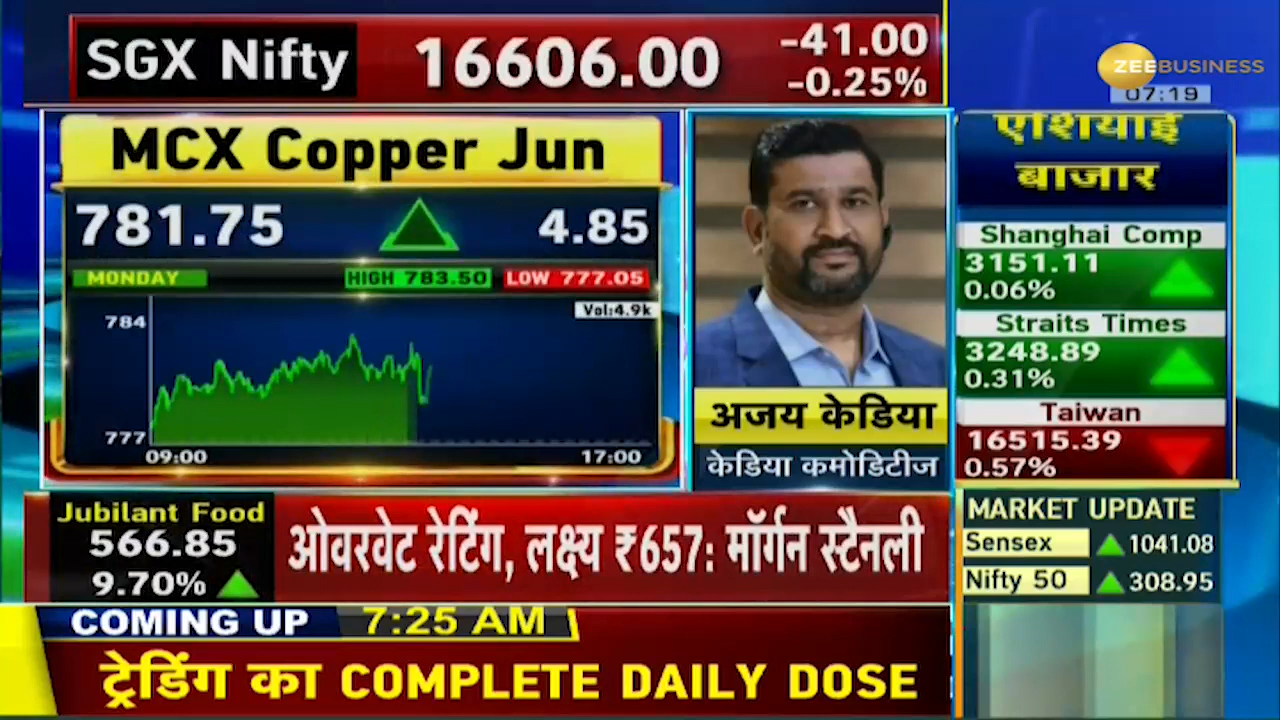 SGX Nifty 16606.00 -41.00
-0.25%
ZEEBUSINESS
07:19
MCX Copper Jun
781.75 4.85
MONDAY HIGH 783.50 LOW 777.05
Vol:4.9k
784
777
09:00 17:00
अजय केडिया
केडिया कमोडिटीज
एशियाई
बाजार
Shanghai Comp
3151.11
0.06%
Straits Times
3248.89
0.31%
Taiwan
16515.39
0.57%
MARKET UPDATE
Sensex 1041.08
Nifty 50 308.95
Jubilant Food
566.85
9.70%
ओवरवेट रेटिंग, लक्ष्य ₹657: मॉर्गन स्टैनली
COMING UP 7:25 AM
ट्रेडिंग का COMPLETE DAILY DOSE